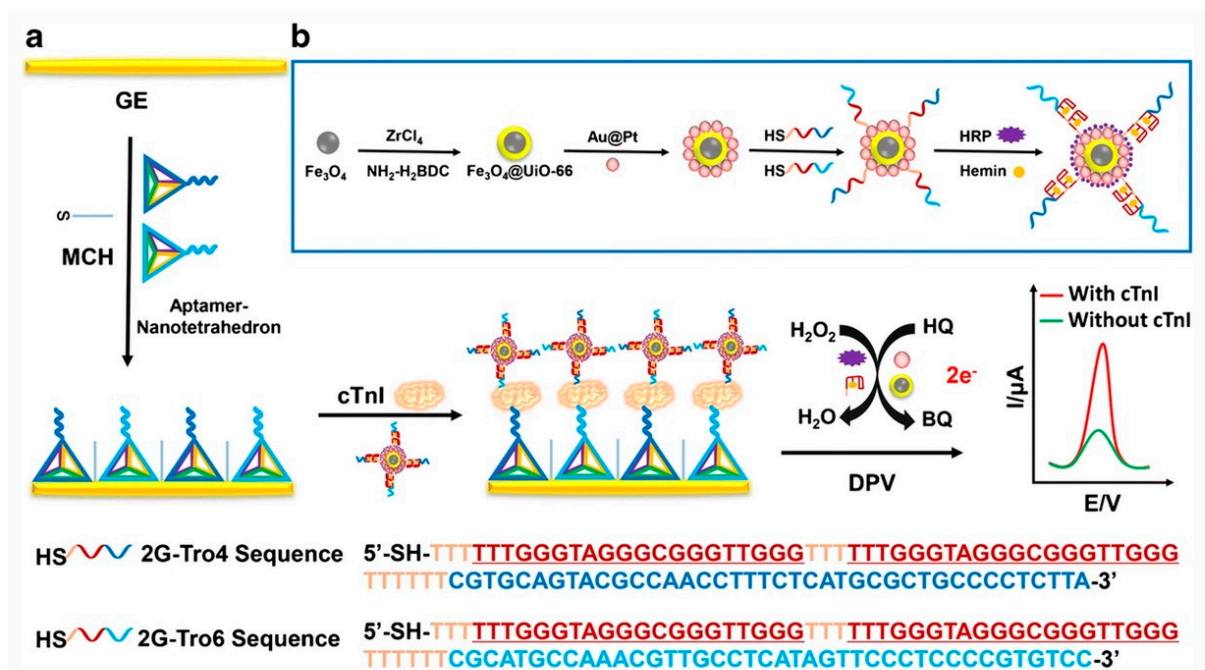 a
b
GE
S
MCH
Aptamer-
Nanotetrahedron
Fe₃O₄
ZrCl₄
NH₂-H₂BDC
Fe₃O₄@UiO-66
Au@Pt
HS
HS
HRP
Hemin
cTnI
H₂O₂
HQ
2e⁻
H₂O
BQ
DPV
I/μA
With cTnI
Without cTnI
E/V
HS 2G-Tro4 Sequence 5’-SH-TTTTTTGGGTAGGGCGGGTTGGGTTTTTTGGGTAGGGCGGGTTGGG
TTTTTTCGTGCAGTACGCCAACCTTTCTCATGCGCTGCCCCTCTTA-3’
HS 2G-Tro6 Sequence 5’-SH-TTTTTTGGGTAGGGCGGGTTGGGTTTTTTGGGTAGGGCGGGTTGGG
TTTTTTCGCATGCCAAACGTTGCCTCATAGTTCCCTCCCCGTGTCC-3’